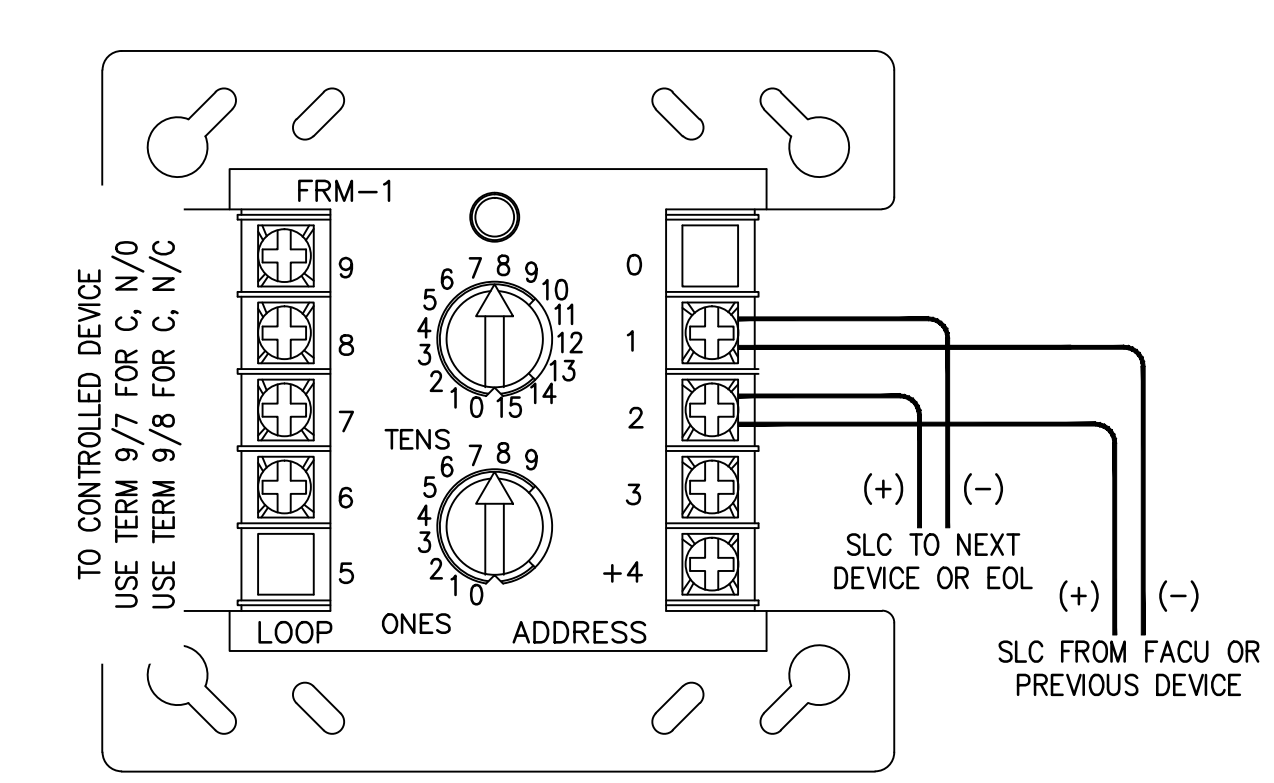 FRM-1
TO CONTROLLED DEVICE
USE TERM 9/7 FOR C, N/O
USE TERM 9/8 FOR C, N/C
9
8
7
6
5
0 1 2 3 4 5 6 7 8 9 10 11 12 13 14 15
TENS
0 1 2 3 4 5 6 7 8 9
ONES
0
1
2
3
+4
LOOP
ADDRESS
(+) (-)
SLC TO NEXT
DEVICE OR EOL
(+) (-)
SLC FROM FACU OR
PREVIOUS DEVICE